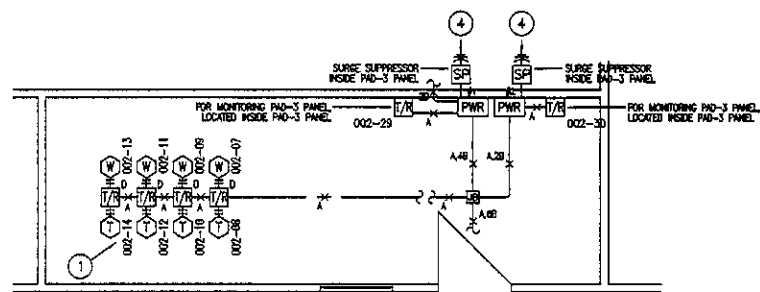 4
4
SURGE SUPPRESSOR
INSIDE PAD-3 PANEL
SP
SP
SURGE SUPPRESSOR
INSIDE PAD-3 PANEL
2B
FOR MONITORING PAD-3 PANEL,
LOCATED INSIDE PAD-3 PANEL
T/R
PWR
PWR
T/R
FOR MONITORING PAD-3 PANEL,
LOCATED INSIDE PAD-3 PANEL
002-29
A
A
002-30
002-13
002-11
002-09
002-07
W
W
W
W
A,4B
A,2B
D
D
D
D
T/R
T/R
T/R
T/R
A
A
A
A
A
JB
T
T
T
T
A,6B
002-14
002-12
002-10
002-08
1